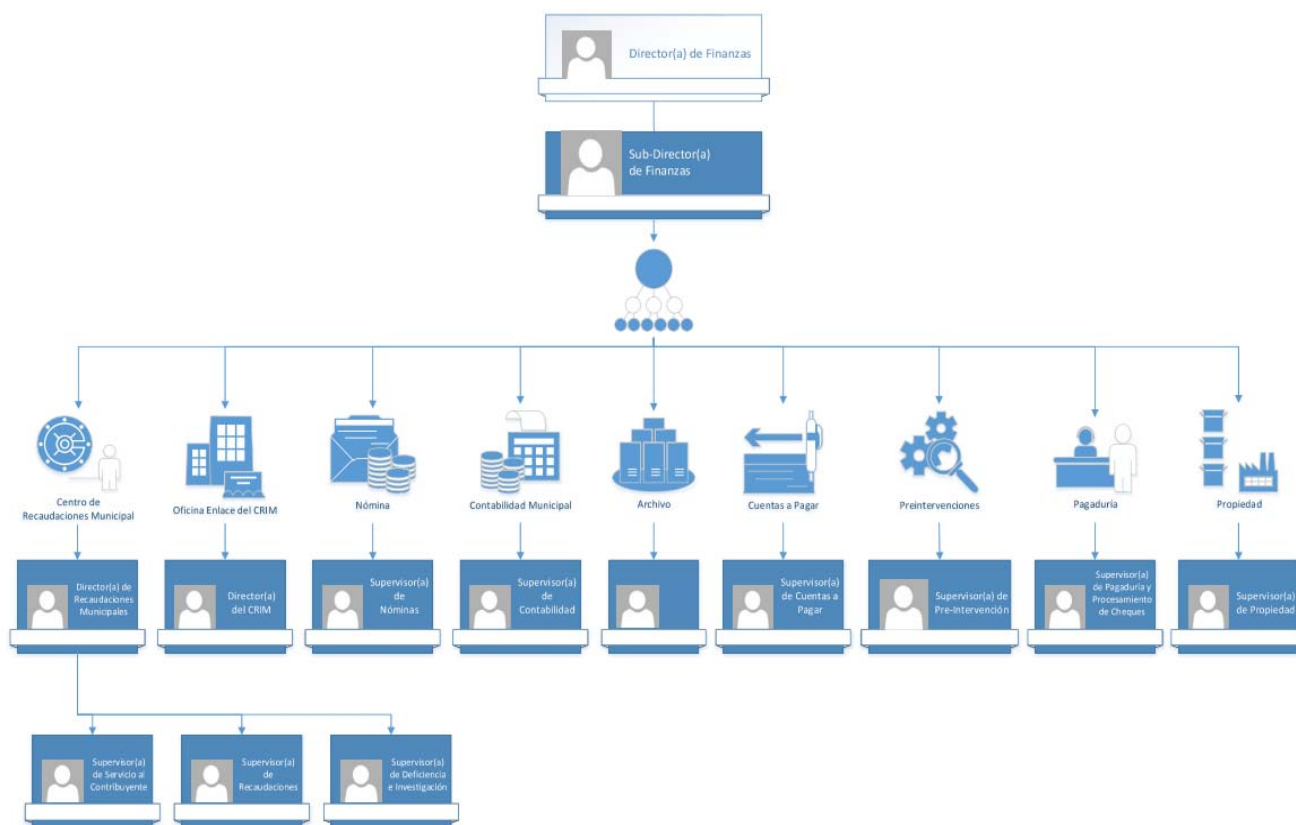 Director(a) de Finanzas
Sub-Director(a)
de Finanzas
Centro de
Recaudaciones Municipal
Oficina Enlace del CRIM
Nómina
Contabilidad Municipal
Archivo
Cuentas a Pagar
Preintervenciones
Pagaduría
Propiedad
Director(a) de
Recaudaciones
Municipales
Director(a)
del CRIM
Supervisor(a)
de
Nóminas
Supervisor(a)
de
Contabilidad
Supervisor(a)
de Cuentas a
Pagar
Supervisor(a) de
Pre-Intervención
Supervisor(a)
de Pagaduría y
Procesamiento
de Cheques
Supervisor(a)
de Propiedad
Supervisor(a)
de Servicio al
Contribuyente
Supervisor(a)
de
Recaudaciones
Supervisor(a)
de Deficiencia
e Investigación